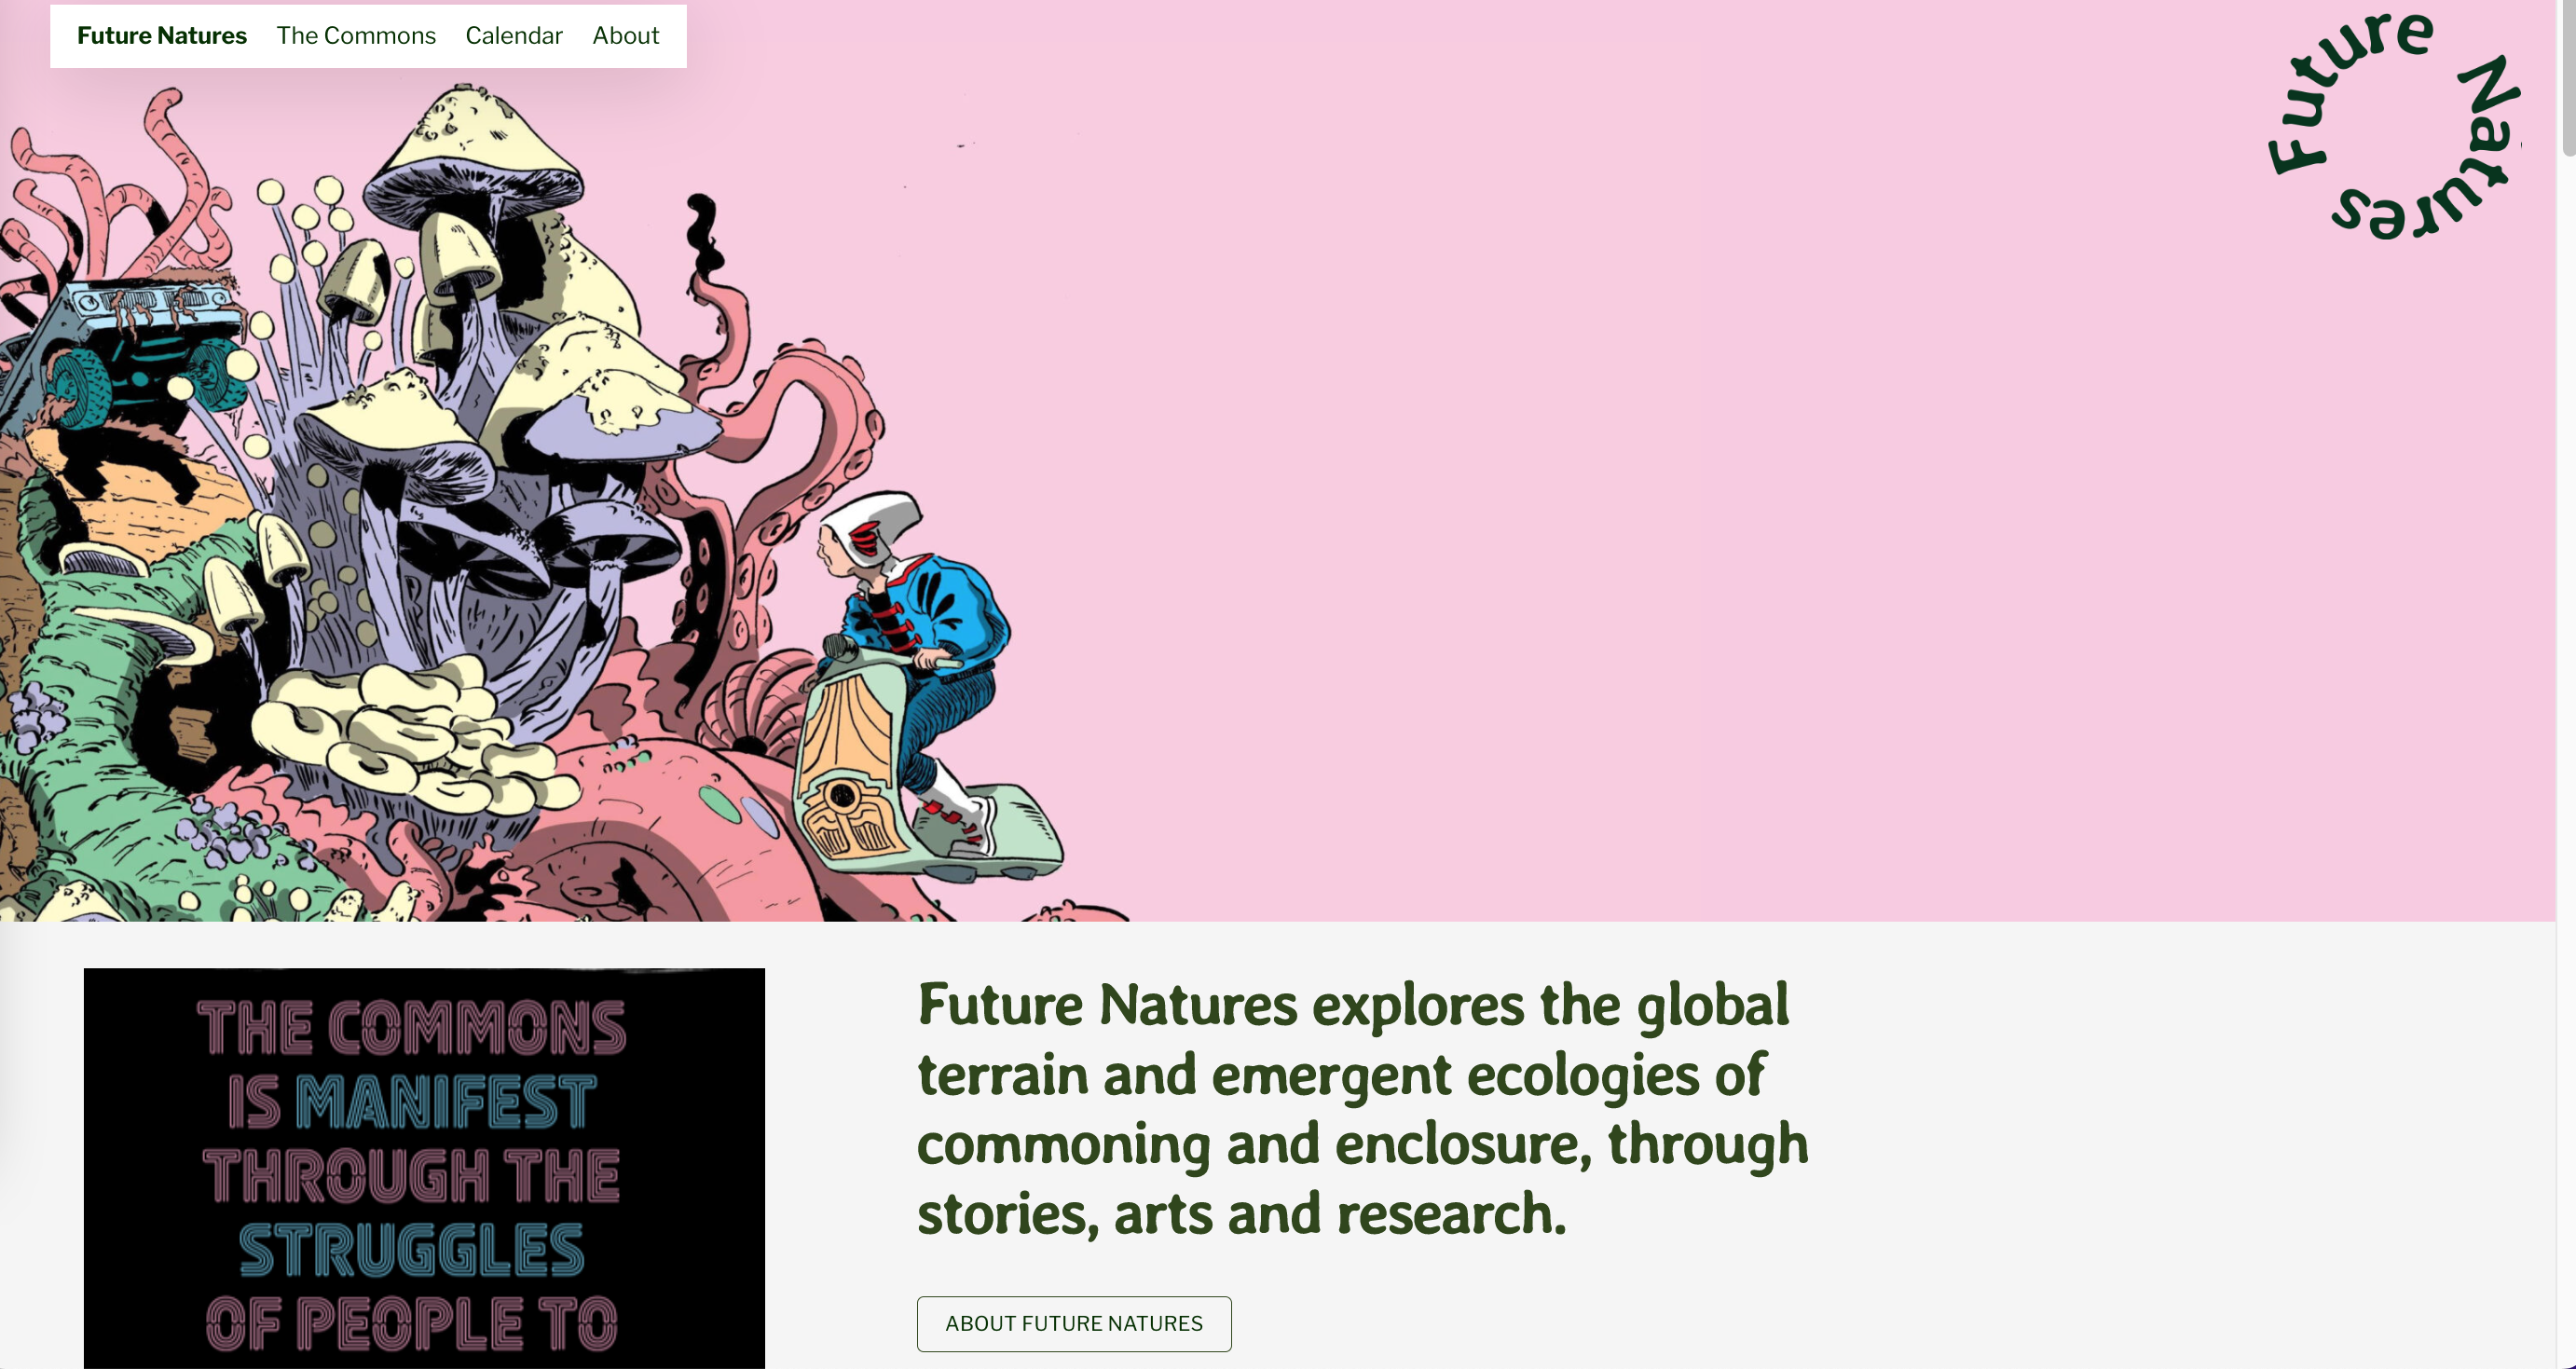 Future Natures The Commons Calendar About
Future Natures
THE COMMONS
IS MANIFEST
THROUGH THE
STRUGGLES
OF PEOPLE TO
Future Natures explores the global
terrain and emergent ecologies of
commoning and enclosure, through
stories, arts and research.
ABOUT FUTURE NATURES